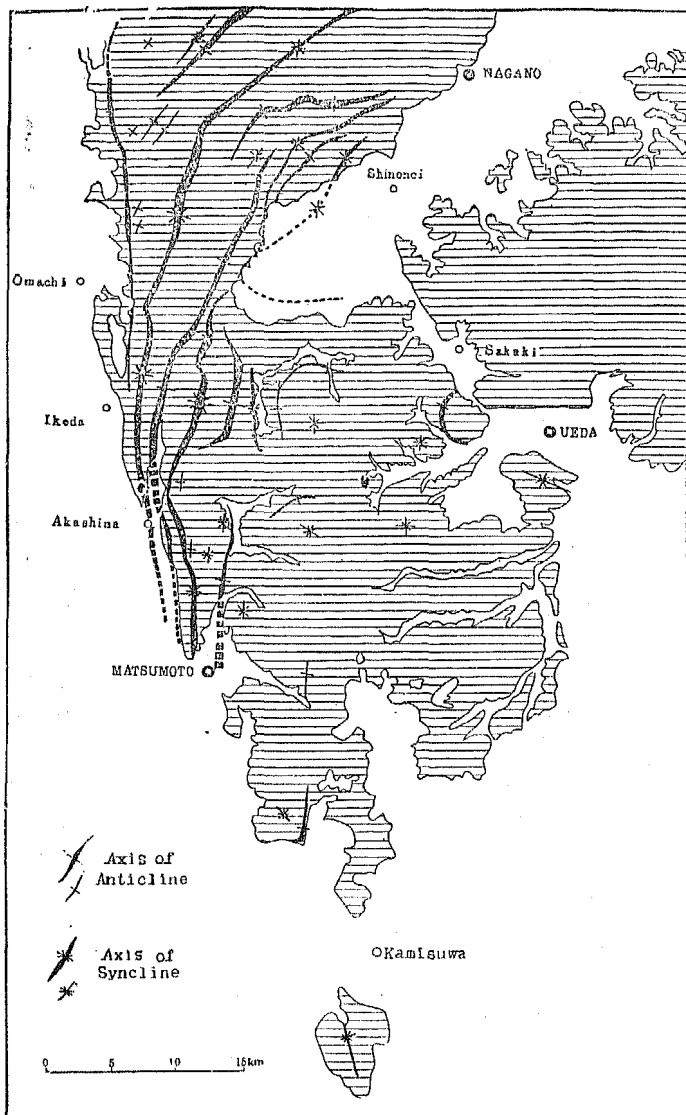 NAGANO
Shinonoi
Omachi
Sakaki
Ikeda
UEDA
Akashina
MATSUMOTO
Axis of
Anticline
Axis of
Syncline
Kamisuwa
0 5 10 15km